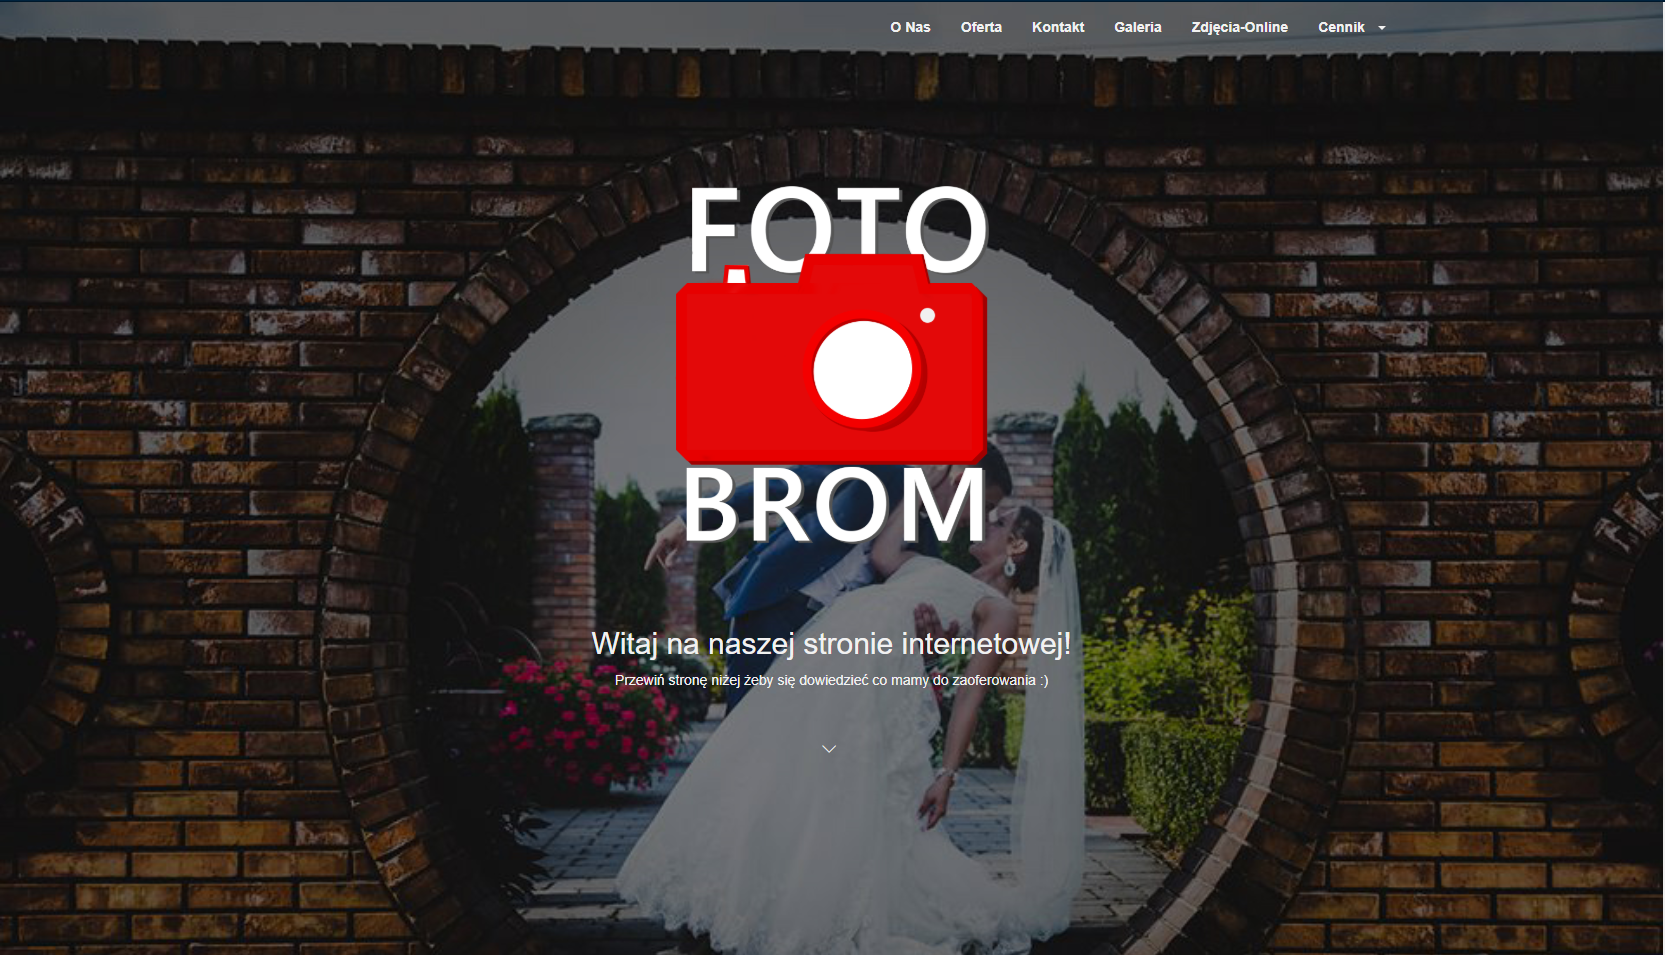 O Nas Oferta Kontakt Galeria Zdjęcia-Online Cennik
FOTO
BROM
Witaj na naszej stronie internetowej!
Przewiń stronę niżej żeby się dowiedzieć co mamy do zaoferowania :)